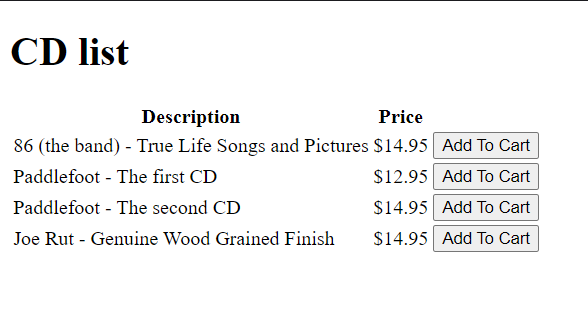 CD list
Description Price
86 (the band) - True Life Songs and Pictures $14.95 Add To Cart
Paddlefoot - The first CD $12.95 Add To Cart
Paddlefoot - The second CD $14.95 Add To Cart
Joe Rut - Genuine Wood Grained Finish $14.95 Add To Cart